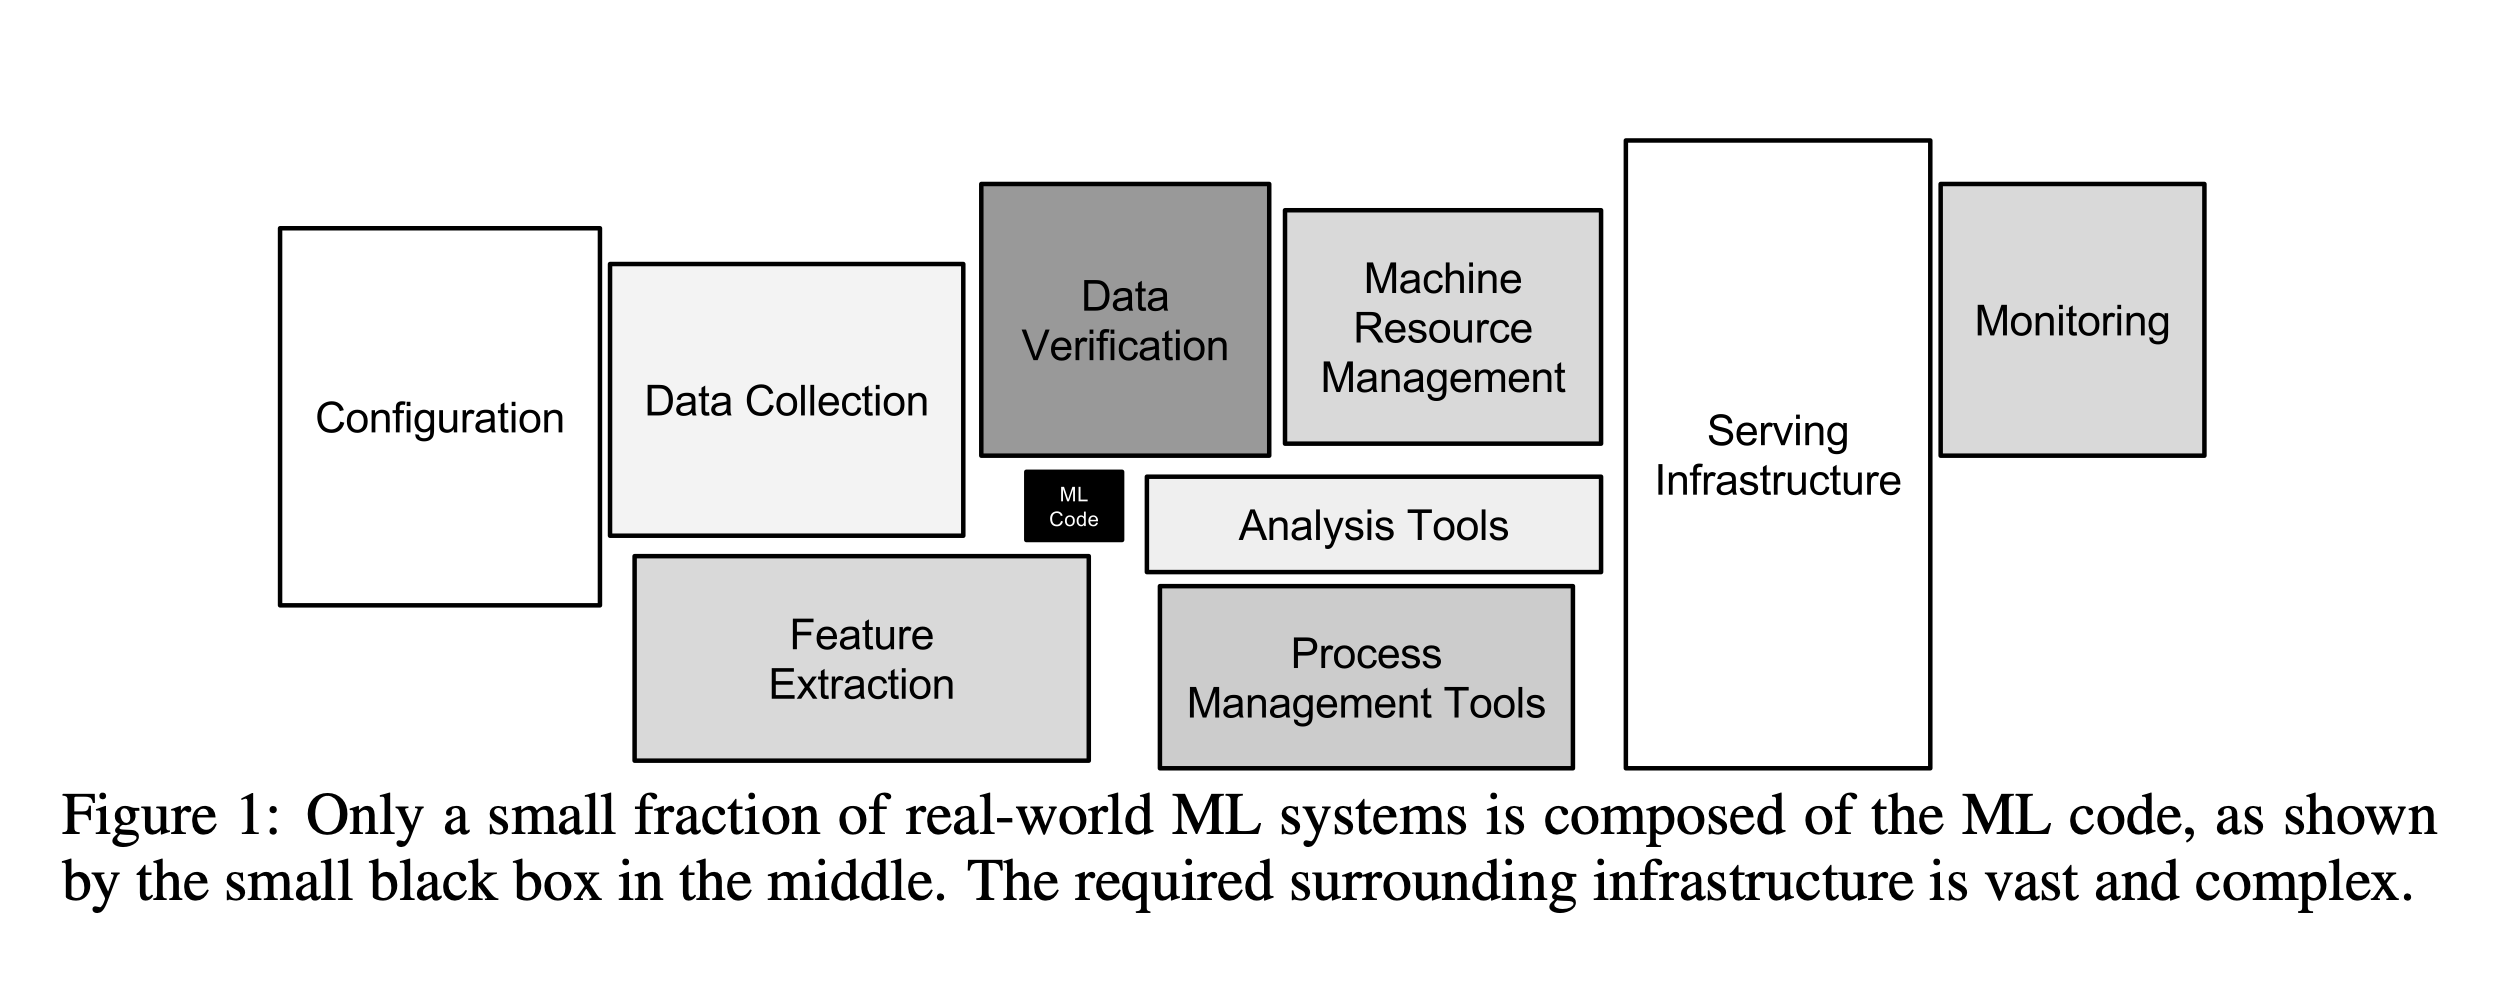 Configuration
Data Collection
Data
Verification
Machine
Resource
Management
Monitoring
Serving
Infrastructure
ML
Code
Analysis Tools
Feature
Extraction
Process
Management Tools
Figure 1: Only a small fraction of real-world ML systems is composed of the ML code, as shown
by the small black box in the middle. The required surrounding infrastructure is vast and complex.